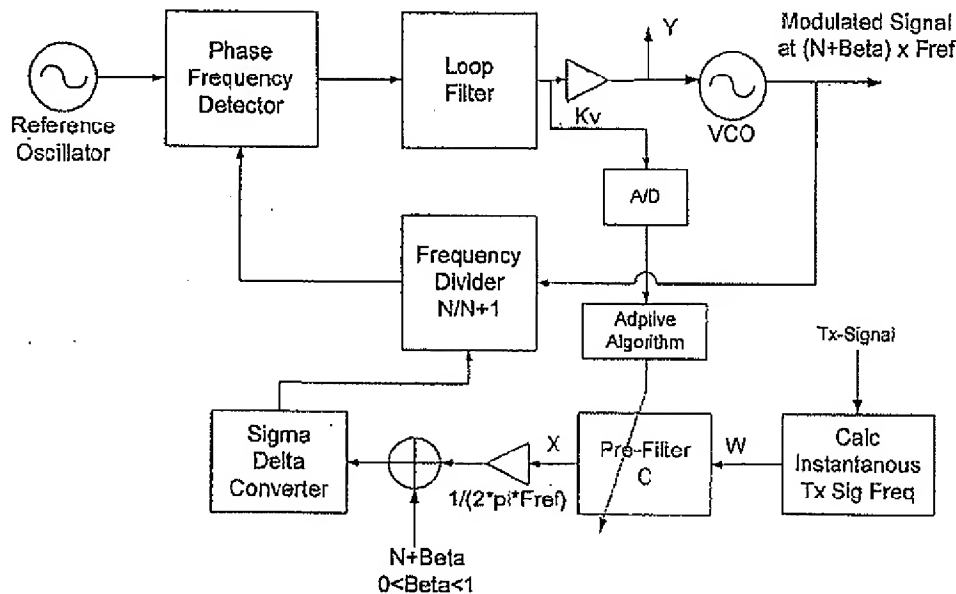 Reference
Oscillator
Phase
Frequency
Detector
Loop
Filter
Kv
Y
VCO
Modulated Signal
at (N+Beta) x Fref
A/D
Frequency
Divider
N/N+1
Adptive
Algorithm
Tx-Signal
Sigma
Delta
Converter
1/(2*pi*Fref)
X
Pre-Filter
C
W
Calc
Instantanous
Tx Sig Freq
N+Beta
0<Beta<1